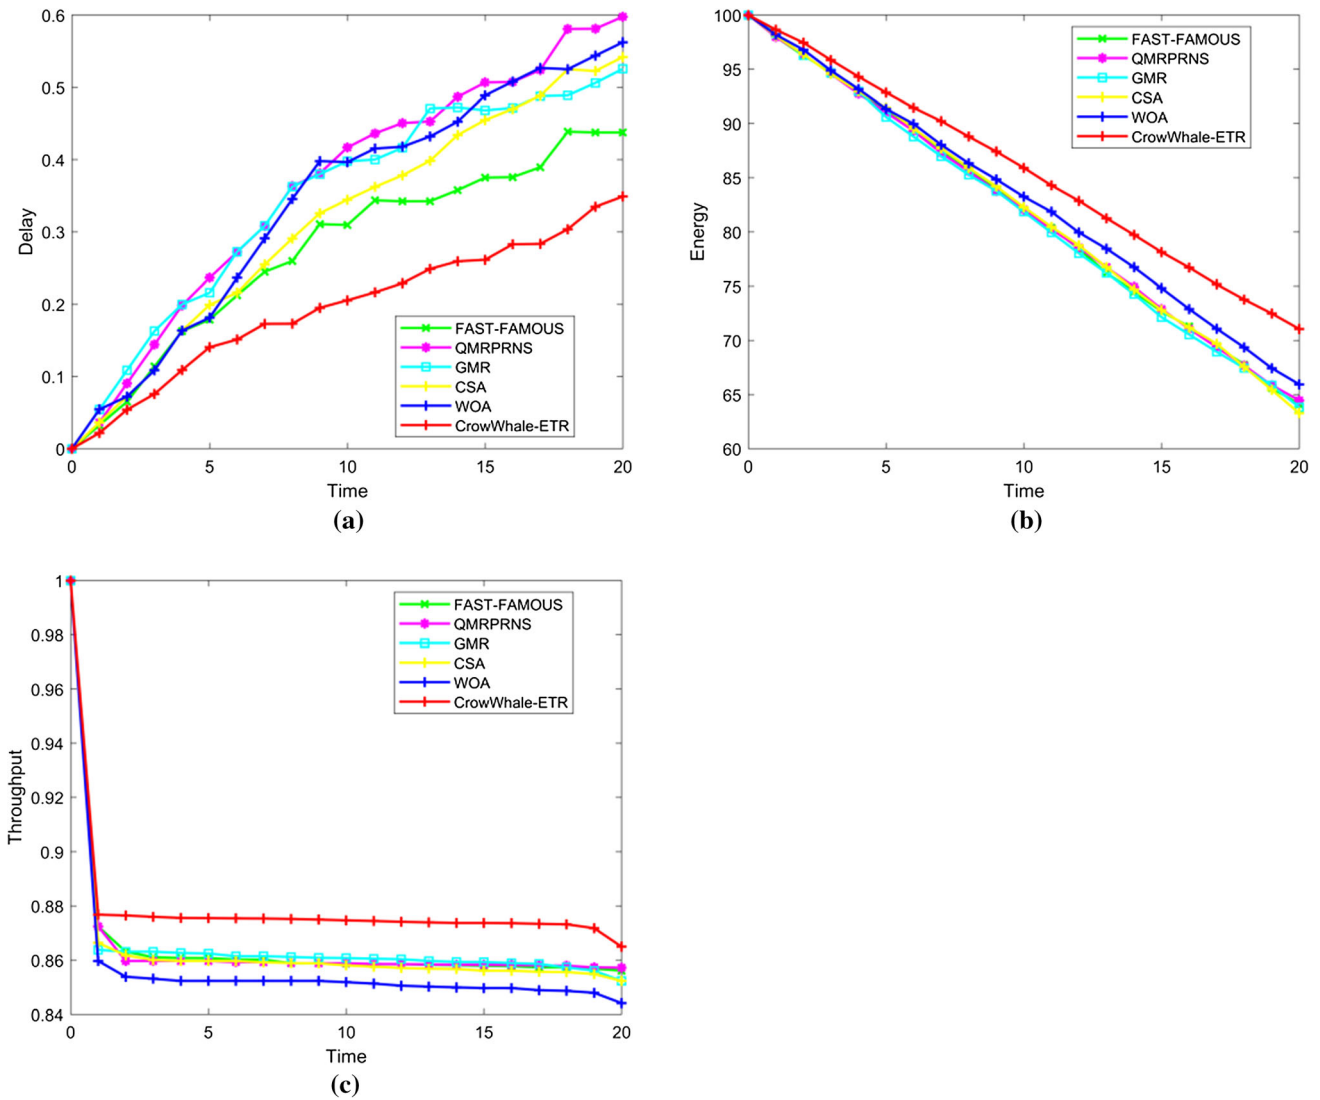 0.6
0.5
0.4
0.3
0.2
0.1
0
Delay
FAST-FAMOUS
QMRPRNS
GMR
CSA
WOA
CrowWhale-ETR
0 5 10 15 20
Time
(a)
100
95
90
85
80
75
70
65
60
Energy
FAST-FAMOUS
QMRPRNS
GMR
CSA
WOA
CrowWhale-ETR
0 5 10 15 20
Time
(b)
1
0.98
0.96
0.94
0.92
0.9
0.88
0.86
0.84
Throughput
FAST-FAMOUS
QMRPRNS
GMR
CSA
WOA
CrowWhale-ETR
0 5 10 15 20
Time
(c)